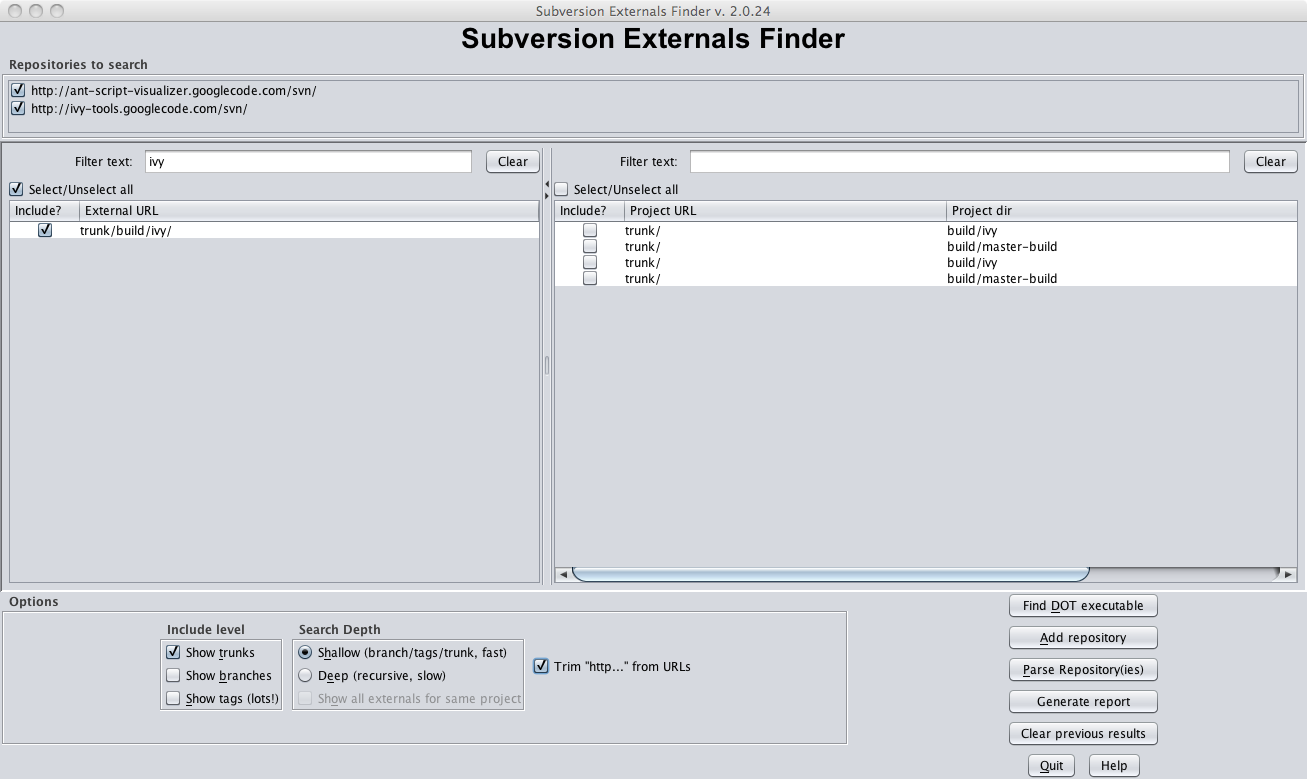 Subversion Externals Finder v. 2.0.24
Subversion Externals Finder
Repositories to search
http://ant-script-visualizer.googlecode.com/svn/
http://ivy-tools.googlecode.com/svn/
Filter text: ivy Clear
Select/Unselect all
Include? External URL
trunk/build/ivy/
Filter text: Clear
Select/Unselect all
Include? Project URL Project dir
trunk/ build/ivy
trunk/ build/master-build
trunk/ build/ivy
trunk/ build/master-build
Options
Include level
Show trunks
Show branches
Show tags (lots!)
Search Depth
Shallow (branch/tags/trunk, fast)
Deep (recursive, slow)
Show all externals for same project
Trim "http..." from URLs
Find DOT executable
Add repository
Parse Repository(ies)
Generate report
Clear previous results
Quit Help